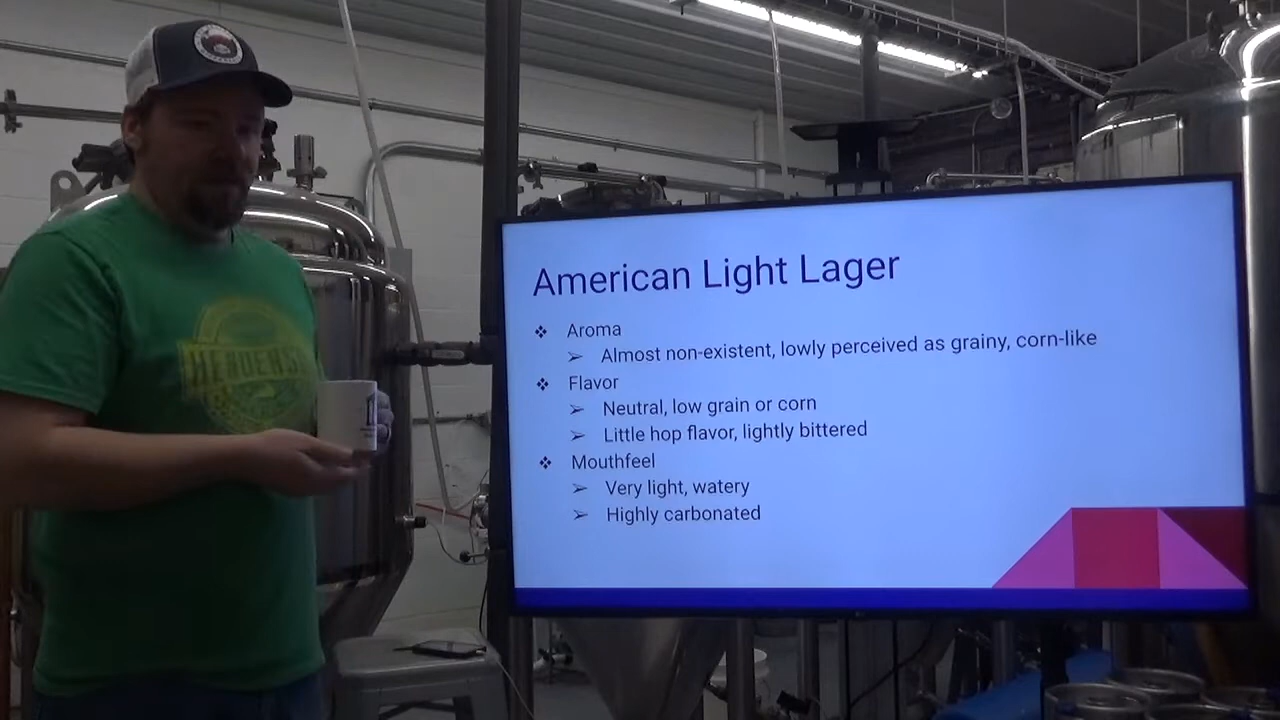 American Light Lager
❖ Aroma
➢ Almost non-existent, lowly perceived as grainy, corn-like
❖ Flavor
➢ Neutral, low grain or corn
➢ Little hop flavor, lightly bittered
❖ Mouthfeel
➢ Very light, watery
➢ Highly carbonated